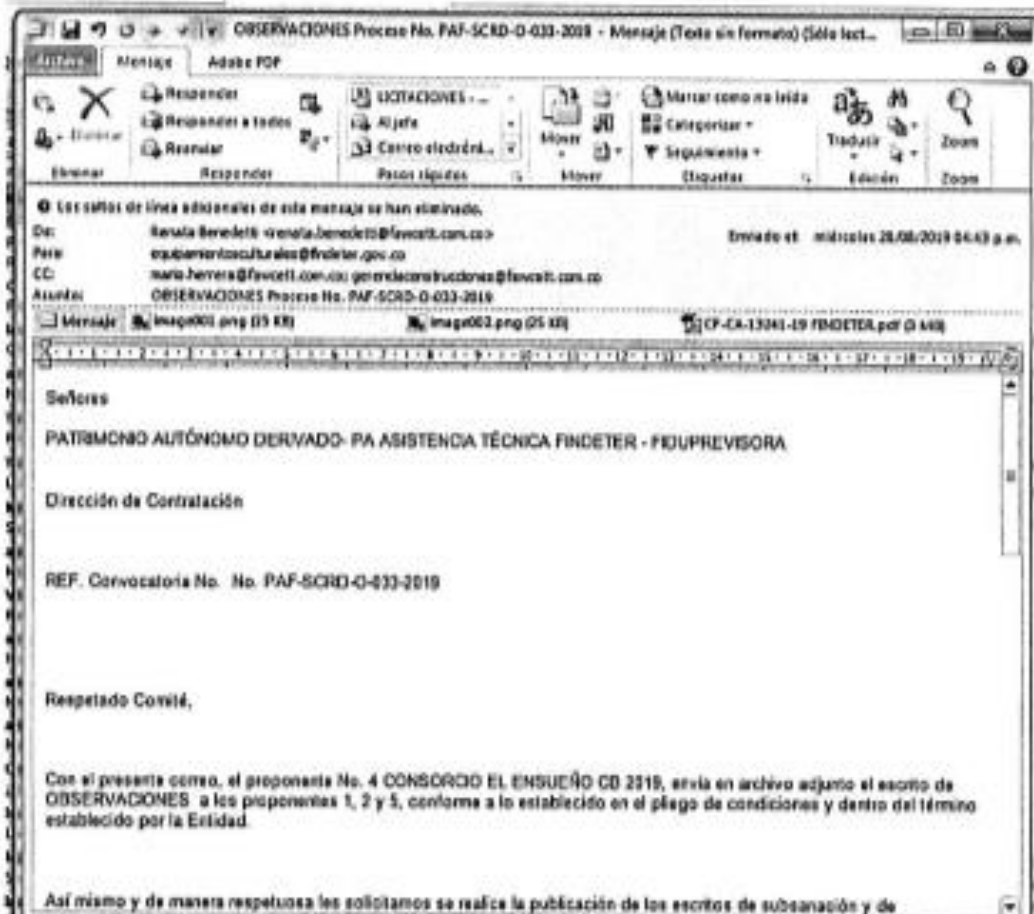 OBSERVACIONES Proceso No. PAF-SCRD-O-033-2019 - Mensaje (Texto sin formato) (Sólo lect...
Mensaje Adobe PDF
Eliminar
Responder
Responder a todos
Reenviar
LICITACIONES - ...
Al jefe
Correo electróni...
Mover
Marcar como no leído
Categorizar
Seguimiento
Traducir
Zoom
Eliminar Responder Pasos rápidos Mover Etiquetas Edición Zoom
Los saltos de línea adicionales de este mensaje se han eliminado.
De: Renata Benedetti <renata.benedetti@fawcett.com.co> Enviado el: miércoles 28/08/2019 04:43 p.m.
Para: equipamientosculturales@findeter.gov.co
CC: mario.herrera@fawcett.com.co; gerenciaconstrucciones@fawcett.com.co
Asunto: OBSERVACIONES Proceso No. PAF-SCRD-O-033-2019
Mensaje image001.png (25 KB) image002.png (25 KB) CP-CA-13041-19 FINDETER.pdf (3 MB)
Señores
PATRIMONIO AUTÓNOMO DERIVADO- PA ASISTENCIA TÉCNICA FINDETER - FIDUPREVISORA
Dirección de Contratación
REF. Convocatoria No. No. PAF-SCRD-O-033-2019
Respetado Comité,
Con el presente correo, el proponente No. 4 CONSORCIO EL ENSUEÑO CD 2019, envía en archivo adjunto el escrito de
OBSERVACIONES a los proponentes 1, 2 y 5, conforme a lo establecido en el pliego de condiciones y dentro del término
establecido por la Entidad.
Así mismo y de manera respetuosa les solicitamos se realice la publicación de los escritos de subsanación y de